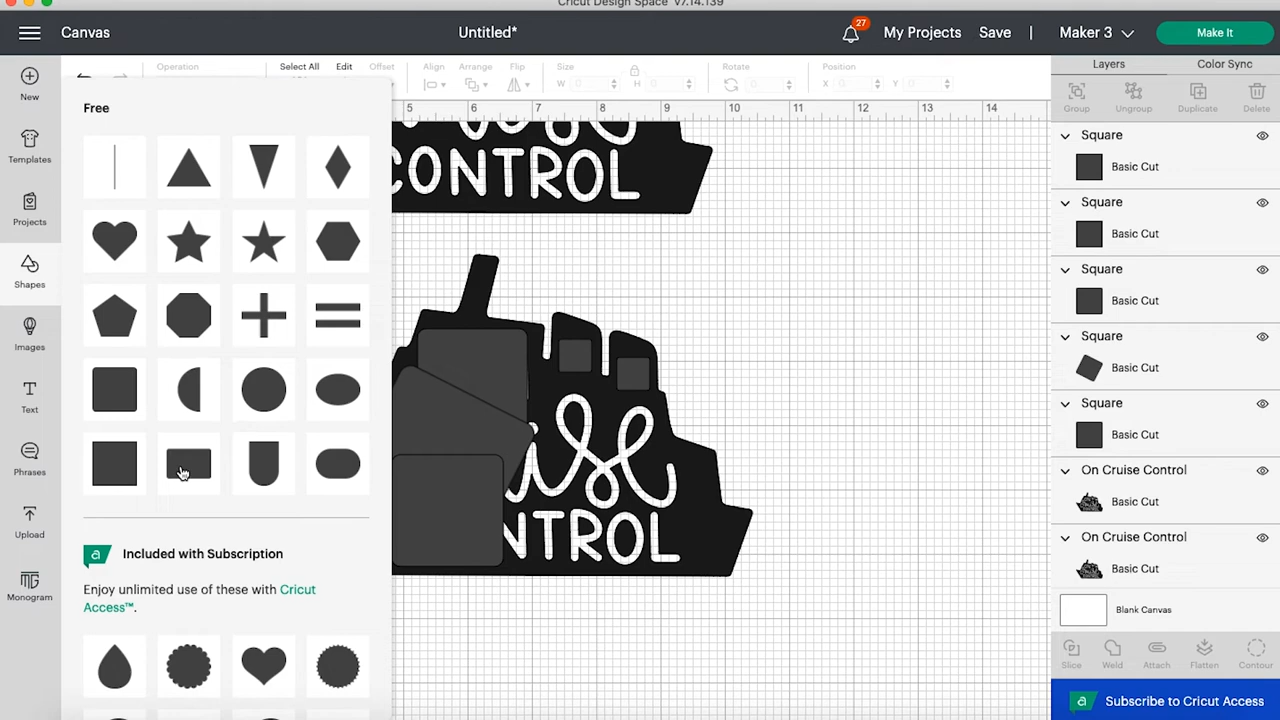 Cricut Design Space v7.14.139
Canvas
Untitled*
27
My Projects
Save
|
Maker 3
Make It
New
Templates
Projects
Shapes
Images
Text
Phrases
Upload
Monogram
Operation
Select All
Edit
Offset
Align
Arrange
Flip
Size
W 0
H 0
Rotate
0
Position
X 0
Y 0
5 6 7 8 9 10 11 12 13 14
Free
Included with Subscription
Enjoy unlimited use of these with Cricut
Access™.
CONTROL
NTROL
Layers
Color Sync
Group
Ungroup
Duplicate
Delete
Square
Basic Cut
Square
Basic Cut
Square
Basic Cut
Square
Basic Cut
Square
Basic Cut
On Cruise Control
Basic Cut
On Cruise Control
Basic Cut
Blank Canvas
Slice
Weld
Attach
Flatten
Contour
a Subscribe to Cricut Access